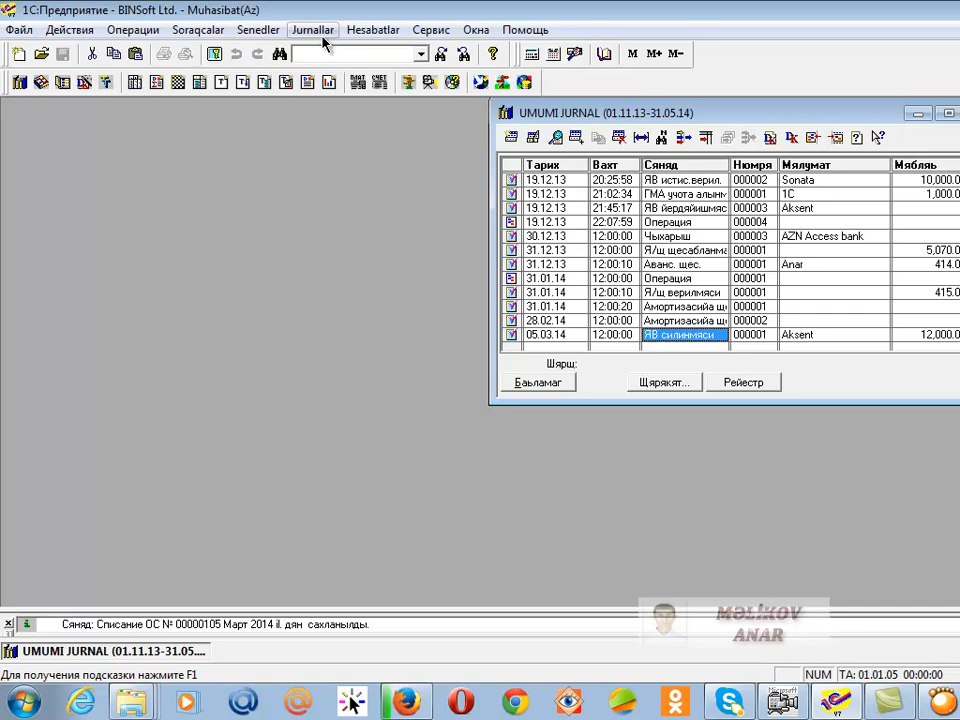 1С:Предприятие - BINSoft Ltd. - Muhasibat(Az)
Файл Действия Операции Soraqcalar Senedler Jurnallar Hesabatlar Сервис Окна Помощь
M M+ M-
UMUMI JURNAL (01.11.13-31.05.14)
Тарих Вахт Сяняд Нюмря Мялумат Мябляь
19.12.13 20:25:58 ЯВ истис.верил. 000002 Sonata 10,000.0
19.12.13 21:02:34 ГМА учота алынм 000001 1C 1,000.0
19.12.13 21:45:17 ЯВ йердяйишмяс 000003 Aksent
19.12.13 22:07:59 Операция 000004
30.12.13 12:00:00 Чыхарыш 000003 AZN Access bank
31.12.13 12:00:00 Я/щ щесабланма 000001 5,070.0
31.12.13 12:00:10 Аванс. щес. 000001 Anar 414.0
31.01.14 12:00:00 Операция 000001
31.01.14 12:00:10 Я/щ верилмяси 000001 415.0
31.01.14 12:00:20 Амортизасийа щ 000001
28.02.14 12:00:00 Амортизасийа щ 000002
05.03.14 12:00:00 ЯВ силинмяси 000001 Aksent 12,000.0
Шярщ:
Баьламаг Щярякят... Рейестр
Сяняд: Списание ОС № 00000105 Март 2014 il. дян сахланылды.
MƏLİKOV
ANAR
UMUMI JURNAL (01.11.13-31.05....
Для получения подсказки нажмите F1 NUM TA: 01.01.05 00:00:00